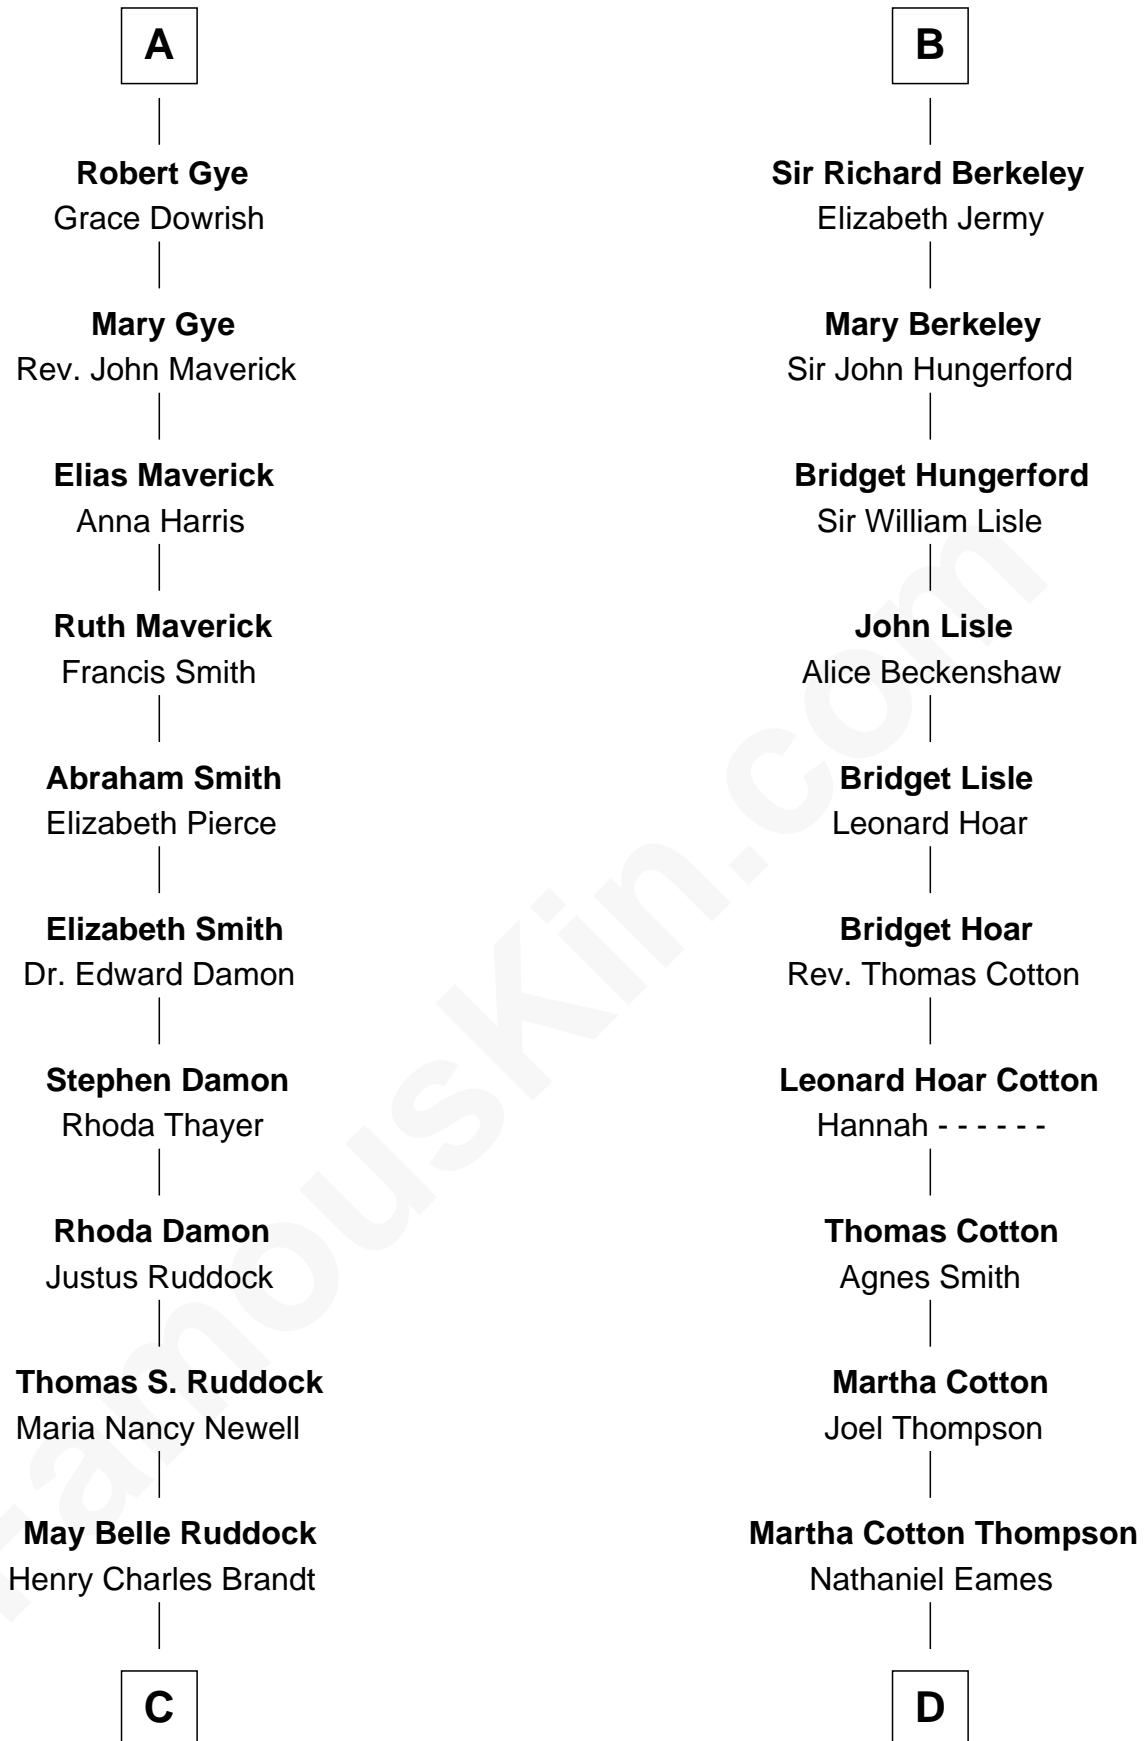 A
Robert Gye
Grace Dowrish
Mary Gye
Rev. John Maverick
Elias Maverick
Anna Harris
Ruth Maverick
Francis Smith
Abraham Smith
Elizabeth Pierce
Elizabeth Smith
Dr. Edward Damon
Stephen Damon
Rhoda Thayer
Rhoda Damon
Justus Ruddock
Thomas S. Ruddock
Maria Nancy Newell
May Belle Ruddock
Henry Charles Brandt
C
B
Sir Richard Berkeley
Elizabeth Jermy
Mary Berkeley
Sir John Hungerford
Bridget Hungerford
Sir William Lisle
John Lisle
Alice Beckenshaw
Bridget Lisle
Leonard Hoar
Bridget Hoar
Rev. Thomas Cotton
Leonard Hoar Cotton
Hannah - - - - - -
Thomas Cotton
Agnes Smith
Martha Cotton
Joel Thompson
Martha Cotton Thompson
Nathaniel Eames
D
FamousKin.com